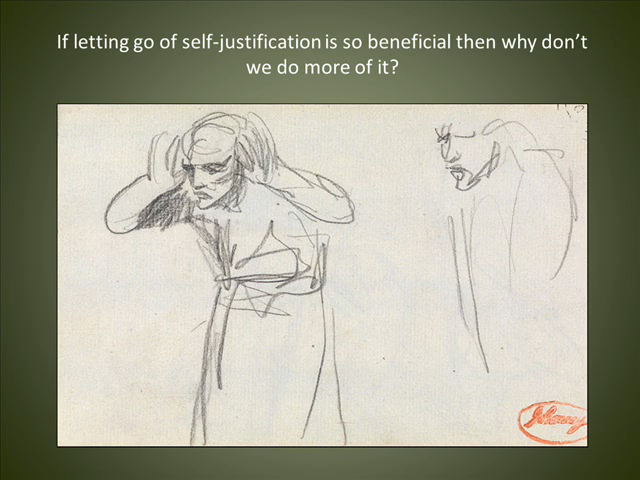 If letting go of self-justification is so beneficial then why don't
we do more of it?